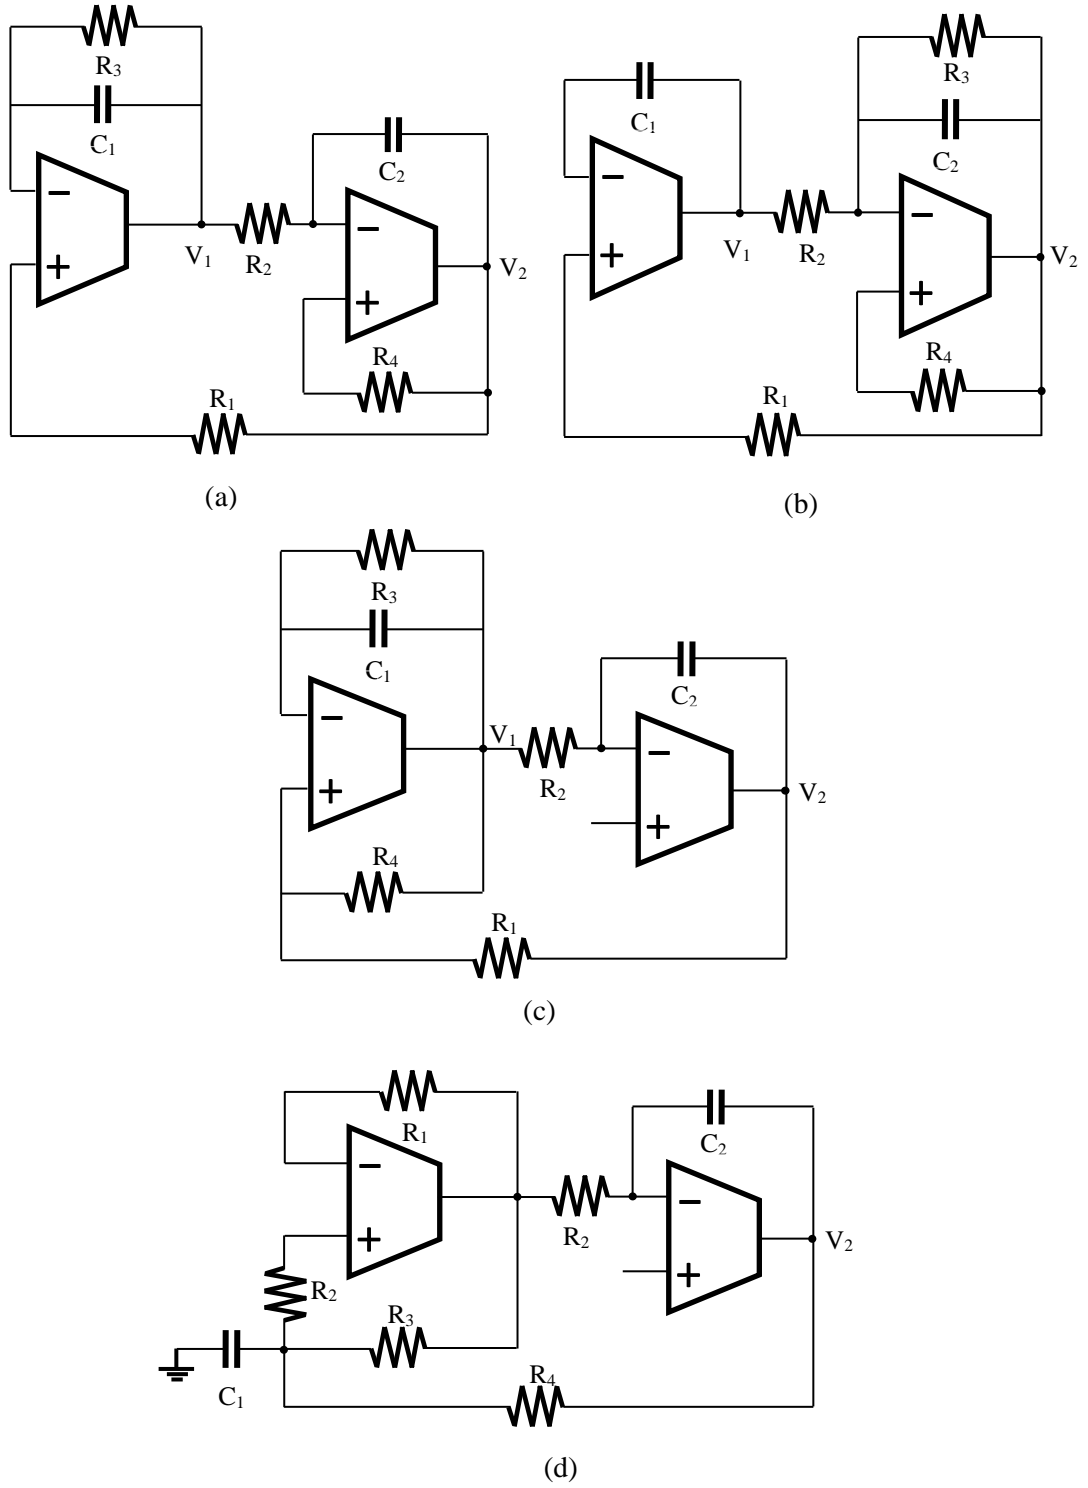 R3
C1
−
+
V1
R2
C2
−
+
V2
R4
R1
(a)
C1
−
+
V1
R2
R3
C2
−
+
V2
R4
R1
(b)
R3
C1
−
+
V1
R2
C2
−
+
V2
R4
R1
(c)
R1
−
+
R2
R3
C1
R2
C2
−
+
V2
R4
(d)